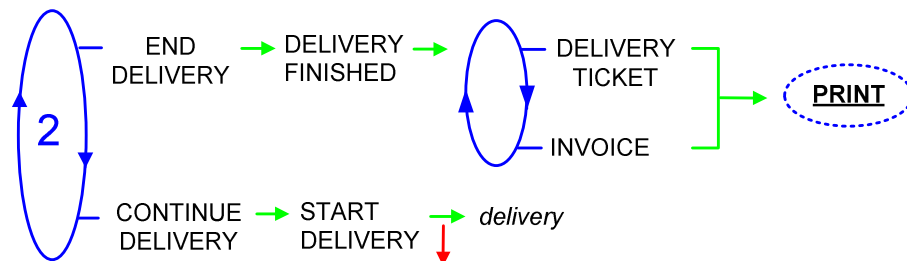 2
END
DELIVERY
DELIVERY
FINISHED
DELIVERY
TICKET
INVOICE
PRINT
CONTINUE
DELIVERY
START
DELIVERY
delivery